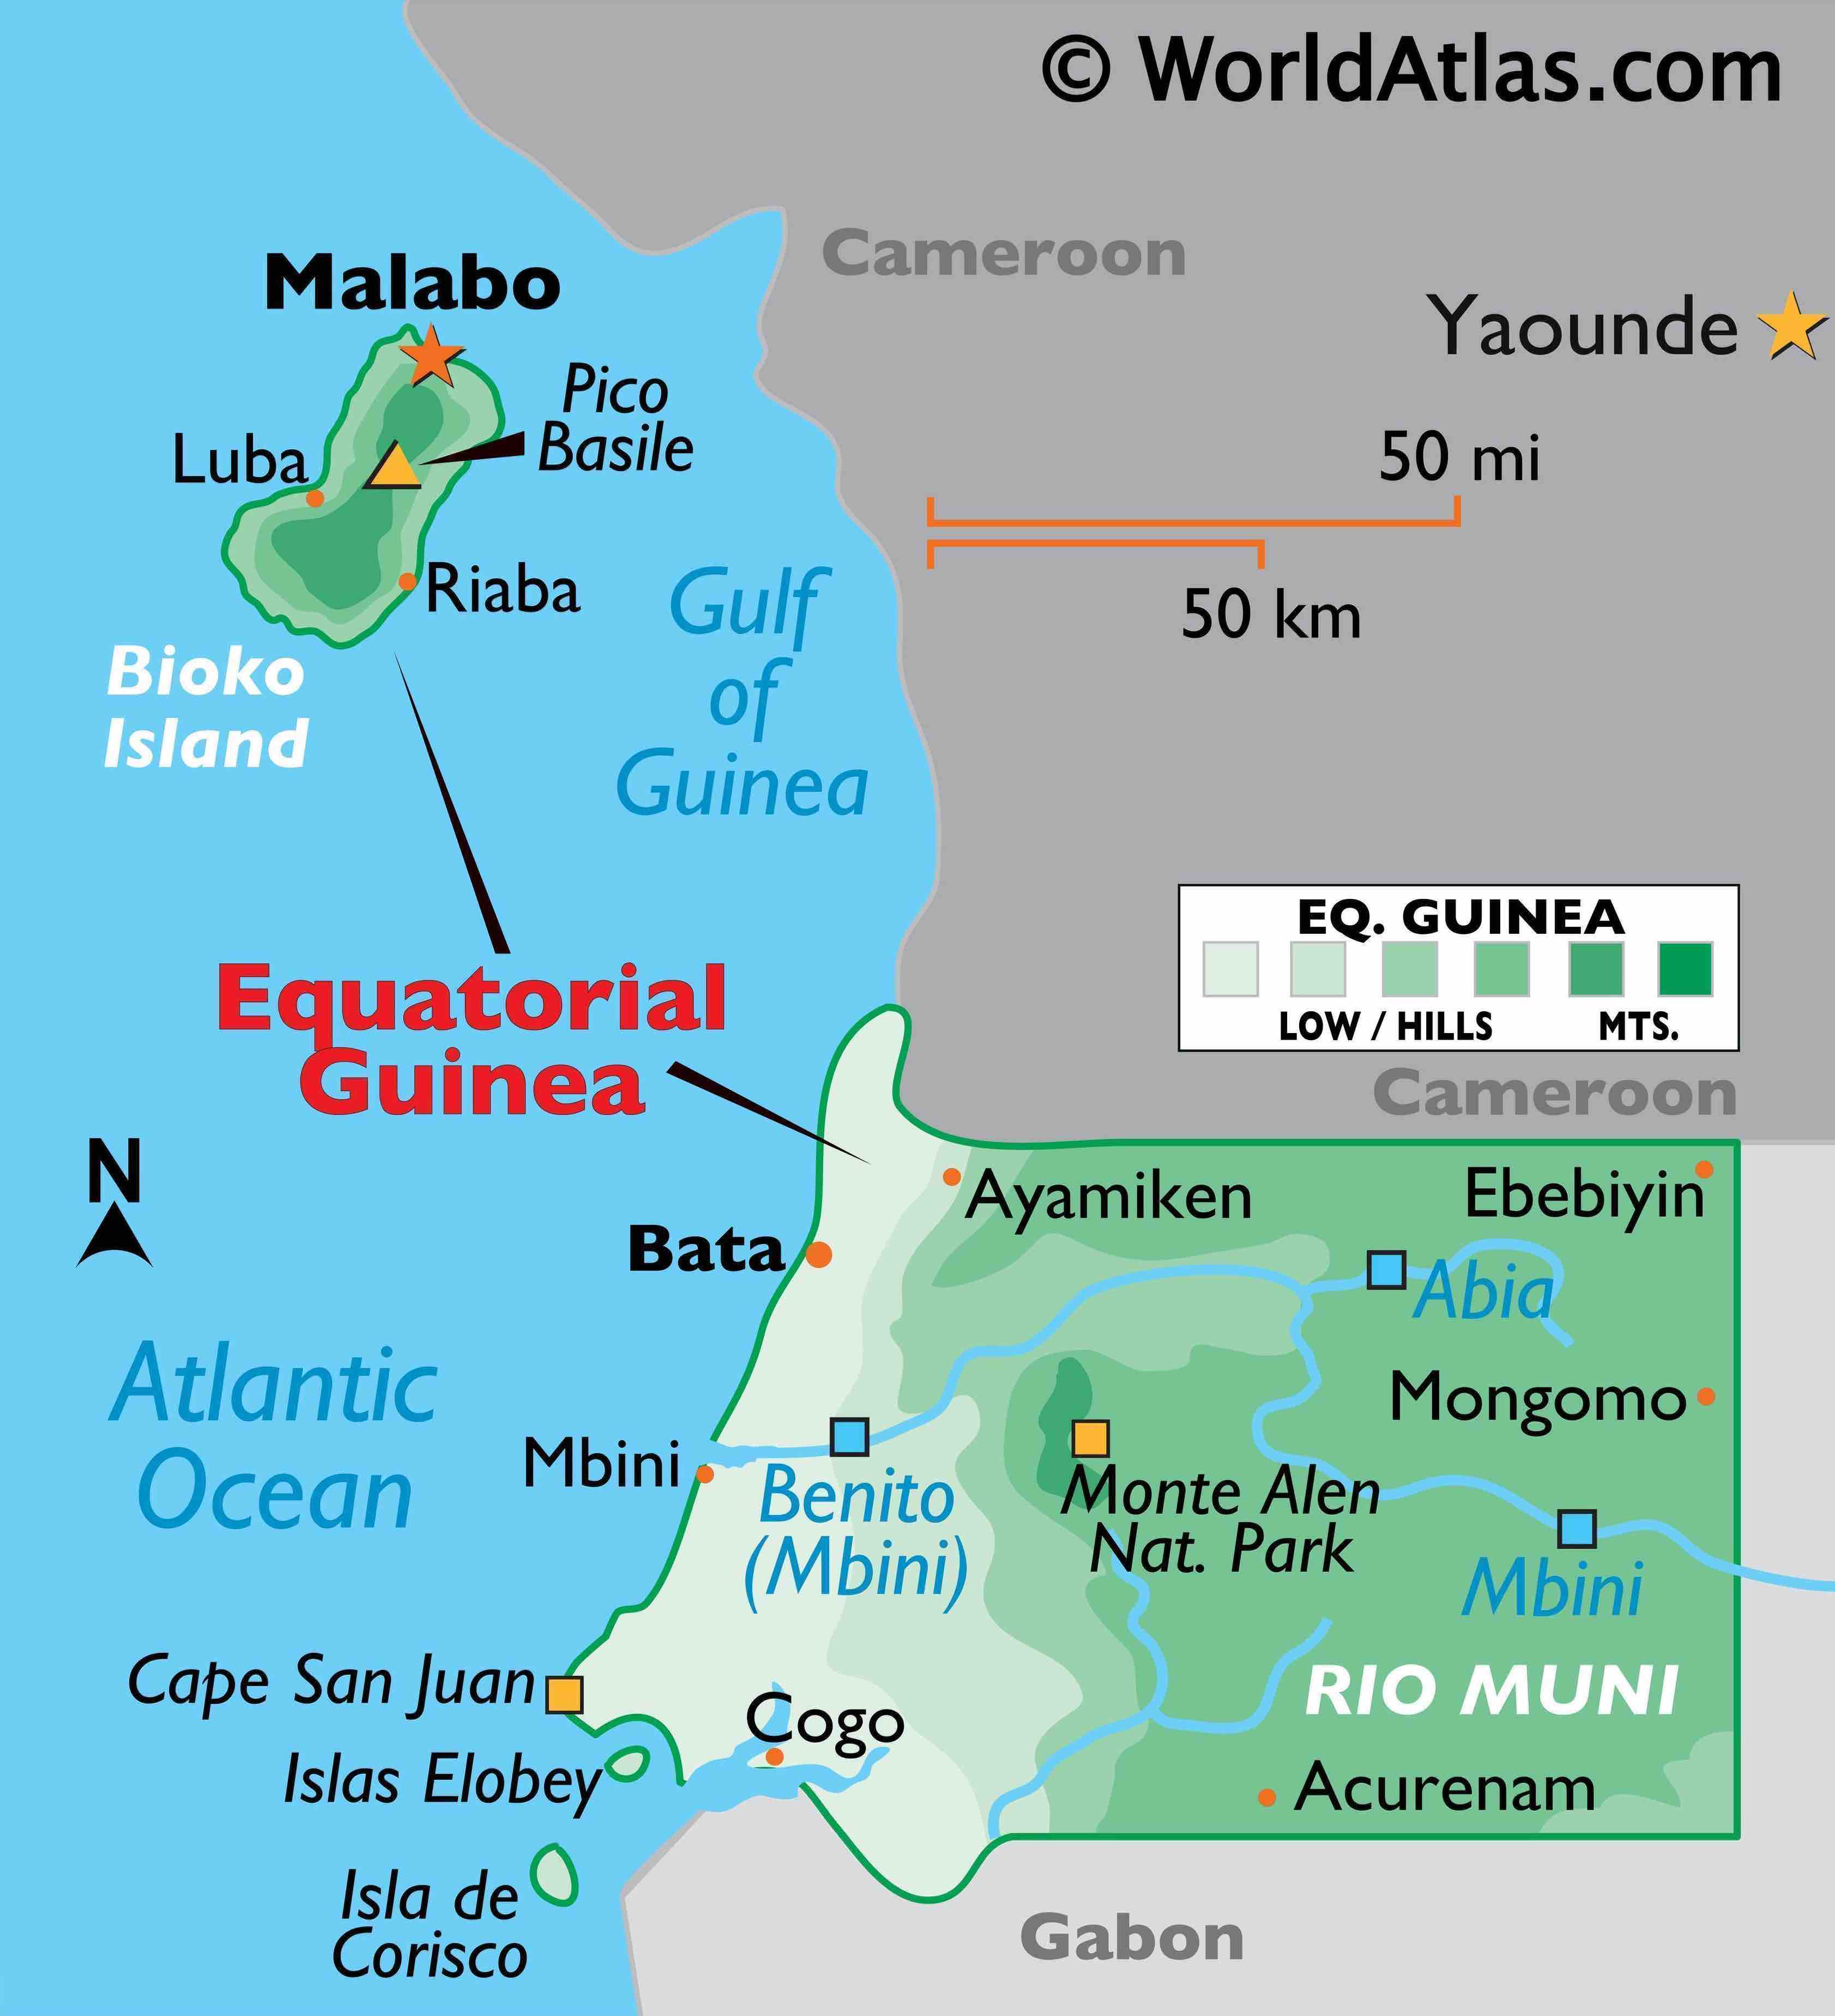 © WorldAtlas.com
Cameroon
Malabo
Yaounde
Pico
Basile
Luba
50 mi
Riaba
50 km
Gulf
of
Guinea
Bioko
Island
EQ. GUINEA
LOW / HILLS
MTS.
Equatorial
Guinea
Cameroon
N
Ayamiken
Ebebiyin
Bata
Abia
Atlantic
Ocean
Mongomo
Mbini
Benito
(Mbini)
Monte Alen
Nat. Park
Mbini
Cape San Juan
RIO MUNI
Cogo
Islas Elobey
Acurenam
Isla de
Corisco
Gabon